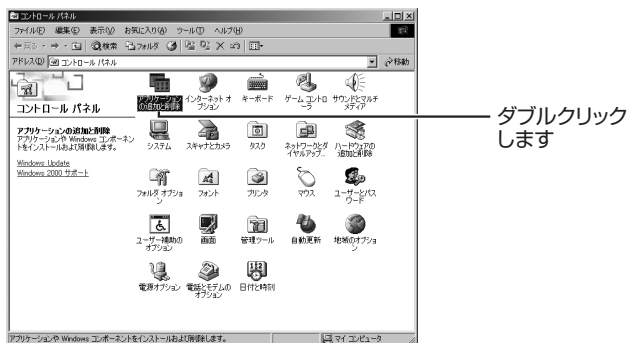 コントロール パネル
ファイル(F) 編集(E) 表示(V) お気に入り(A) ツール(T) ヘルプ(H)
戻る 検索 フォルダ
アドレス(D) コントロール パネル 移動
コントロール パネル
アプリケーションの追加と削除
アプリケーションや Windows コンポーネン
トをインストールおよび削除します。
Windows Update
Windows 2000 サポート
アプリケーション
の追加と削除
インターネット オ
プション
キーボード
ゲーム コントロ
ーラ
サウンドとマルチ
メディア
システム
スキャナとカメラ
タスク
ネットワークとダ
イヤルアップ...
ハードウェアの
追加と削除
フォルダ オプショ
ン
フォント
プリンタ
マウス
ユーザーとパス
ワード
ユーザー補助の
オプション
画面
管理ツール
自動更新
地域のオプショ
ン
電源オプション
電話とモデムの
オプション
日付と時刻
アプリケーションや Windows コンポーネントをインストールおよび削除します。 マイ コンピュータ
ダブルクリック
します